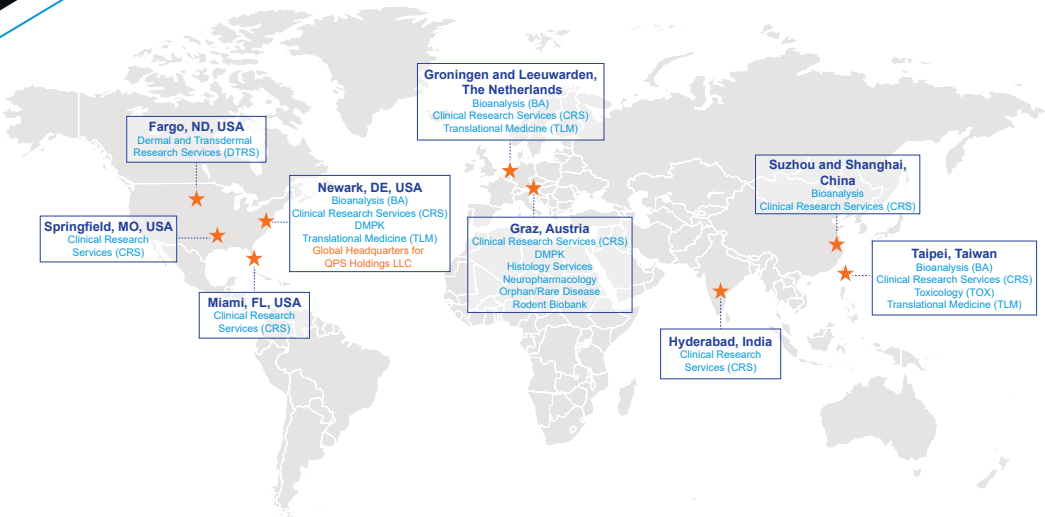 Groningen and Leeuwarden,
The Netherlands
Bioanalysis (BA)
Clinical Research Services (CRS)
Translational Medicine (TLM)
Fargo, ND, USA
Dermal and Transdermal
Research Services (DTRS)
Suzhou and Shanghai,
China
Bioanalysis
Clinical Research Services (CRS)
Newark, DE, USA
Bioanalysis (BA)
Clinical Research Services (CRS)
DMPK
Translational Medicine (TLM)
Global Headquarters for
QPS Holdings LLC
Springfield, MO, USA
Clinical Research
Services (CRS)
Graz, Austria
Clinical Research Services (CRS)
DMPK
Histology Services
Neuropharmacology
Orphan/Rare Disease
Rodent Biobank
Taipei, Taiwan
Bioanalysis (BA)
Clinical Research Services (CRS)
Toxicology (TOX)
Translational Medicine (TLM)
Miami, FL, USA
Clinical Research
Services (CRS)
Hyderabad, India
Clinical Research
Services (CRS)